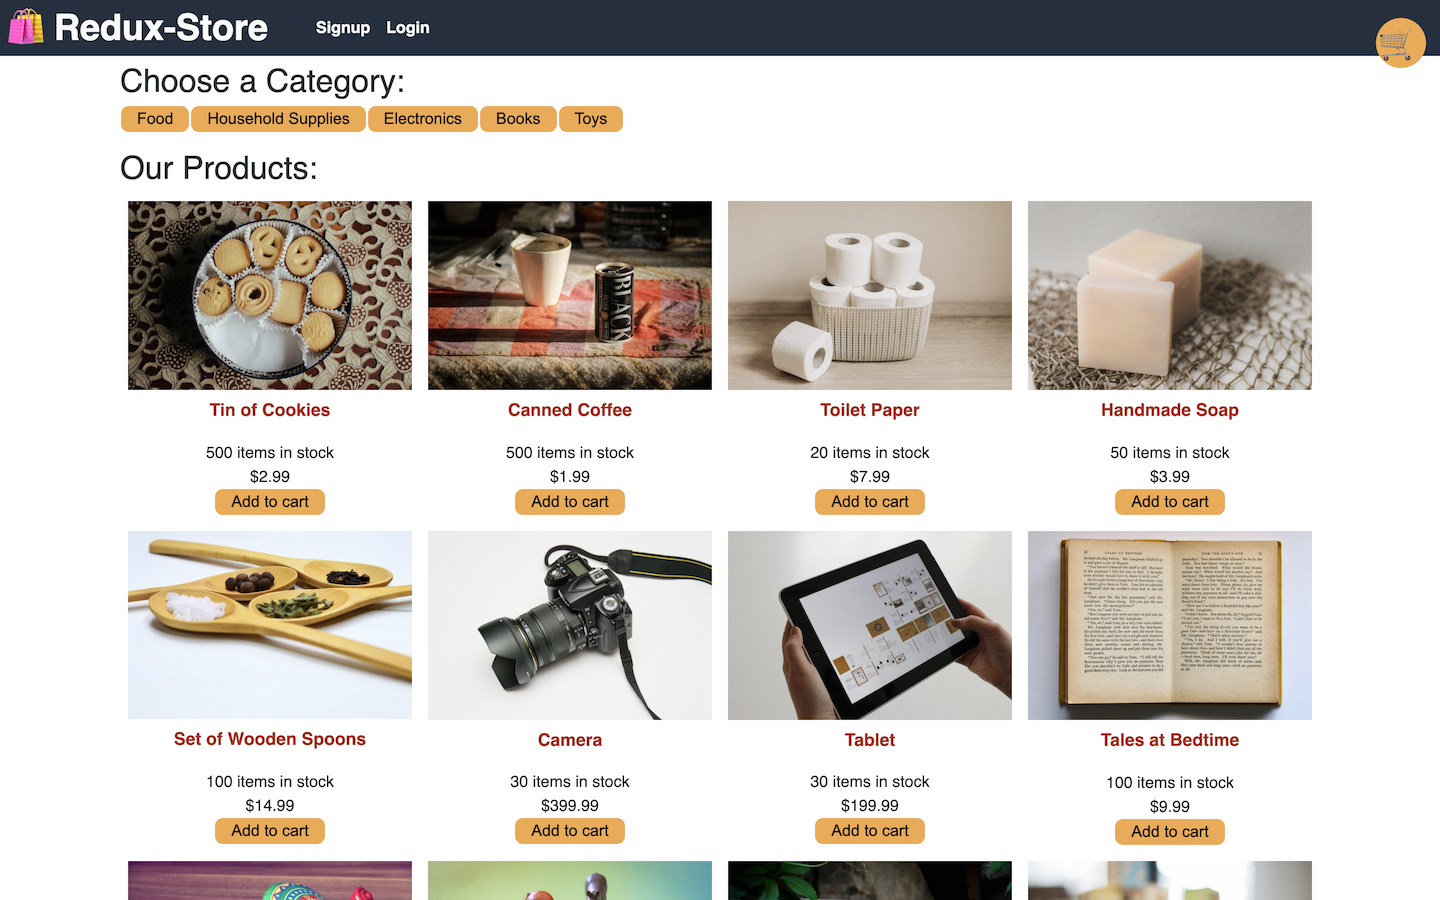 Redux-Store
Signup
Login
Choose a Category:
Food
Household Supplies
Electronics
Books
Toys
Our Products:
BLACK
Tin of Cookies
500 items in stock
$2.99
Add to cart
Canned Coffee
500 items in stock
$1.99
Add to cart
Toilet Paper
20 items in stock
$7.99
Add to cart
Handmade Soap
50 items in stock
$3.99
Add to cart
TALES AT BEDTIME
Set of Wooden Spoons
100 items in stock
$14.99
Add to cart
Camera
30 items in stock
$399.99
Add to cart
Tablet
30 items in stock
$199.99
Add to cart
Tales at Bedtime
100 items in stock
$9.99
Add to cart